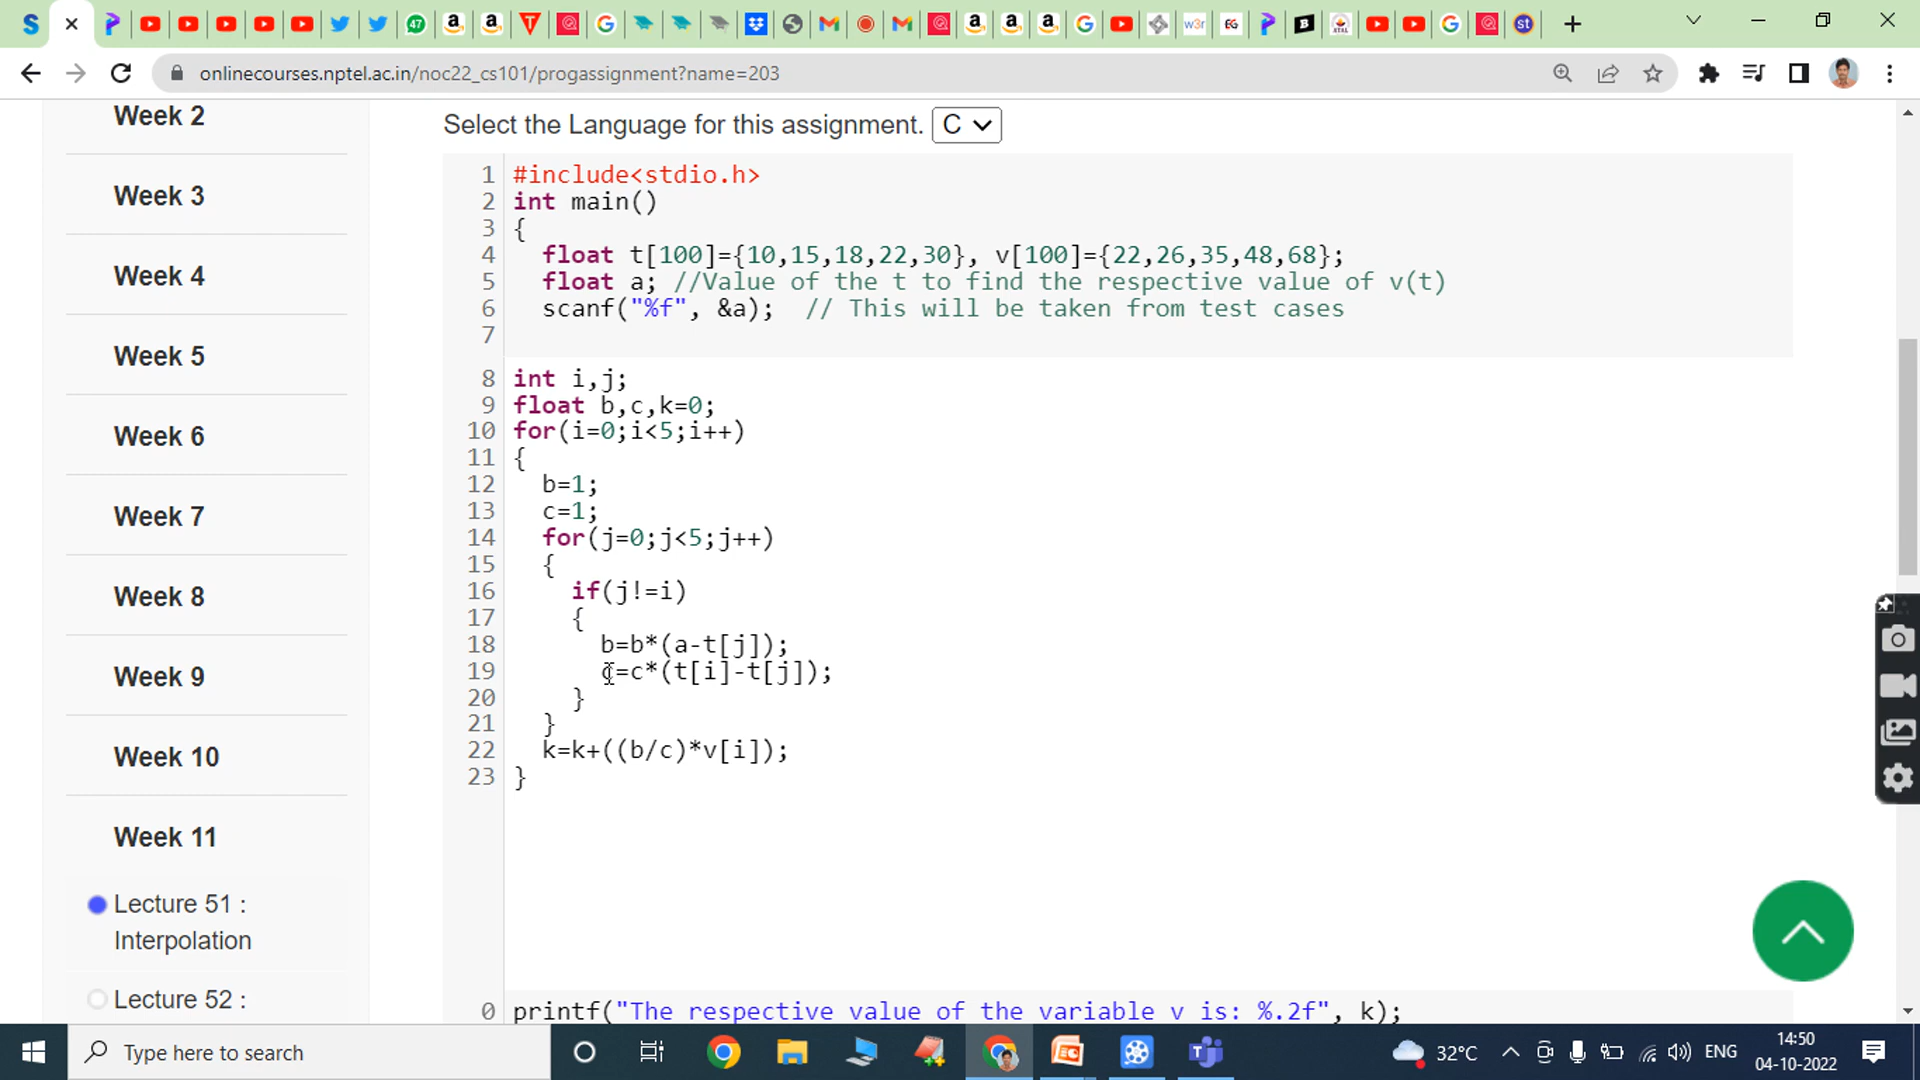 onlinecourses.nptel.ac.in/noc22_cs101/progassignment?name=203
Week 2
Week 3
Week 4
Week 5
Week 6
Week 7
Week 8
Week 9
Week 10
Week 11
Lecture 51 :
Interpolation
Lecture 52 :
Select the Language for this assignment. C
1 #include<stdio.h>
2 int main()
3 {
4 float t[100]={10,15,18,22,30}, v[100]={22,26,35,48,68};
5 float a; //Value of the t to find the respective value of v(t)
6 scanf("%f", &a); // This will be taken from test cases
7
8 int i,j;
9 float b,c,k=0;
10 for(i=0;i<5;i++)
11 {
12 b=1;
13 c=1;
14 for(j=0;j<5;j++)
15 {
16 if(j!=i)
17 {
18 b=b*(a-t[j]);
19 c=c*(t[i]-t[j]);
20 }
21 }
22 k=k+((b/c)*v[i]);
23 }
0 printf("The respective value of the variable v is: %.2f", k);
Type here to search
32°C
ENG
14:50
04-10-2022